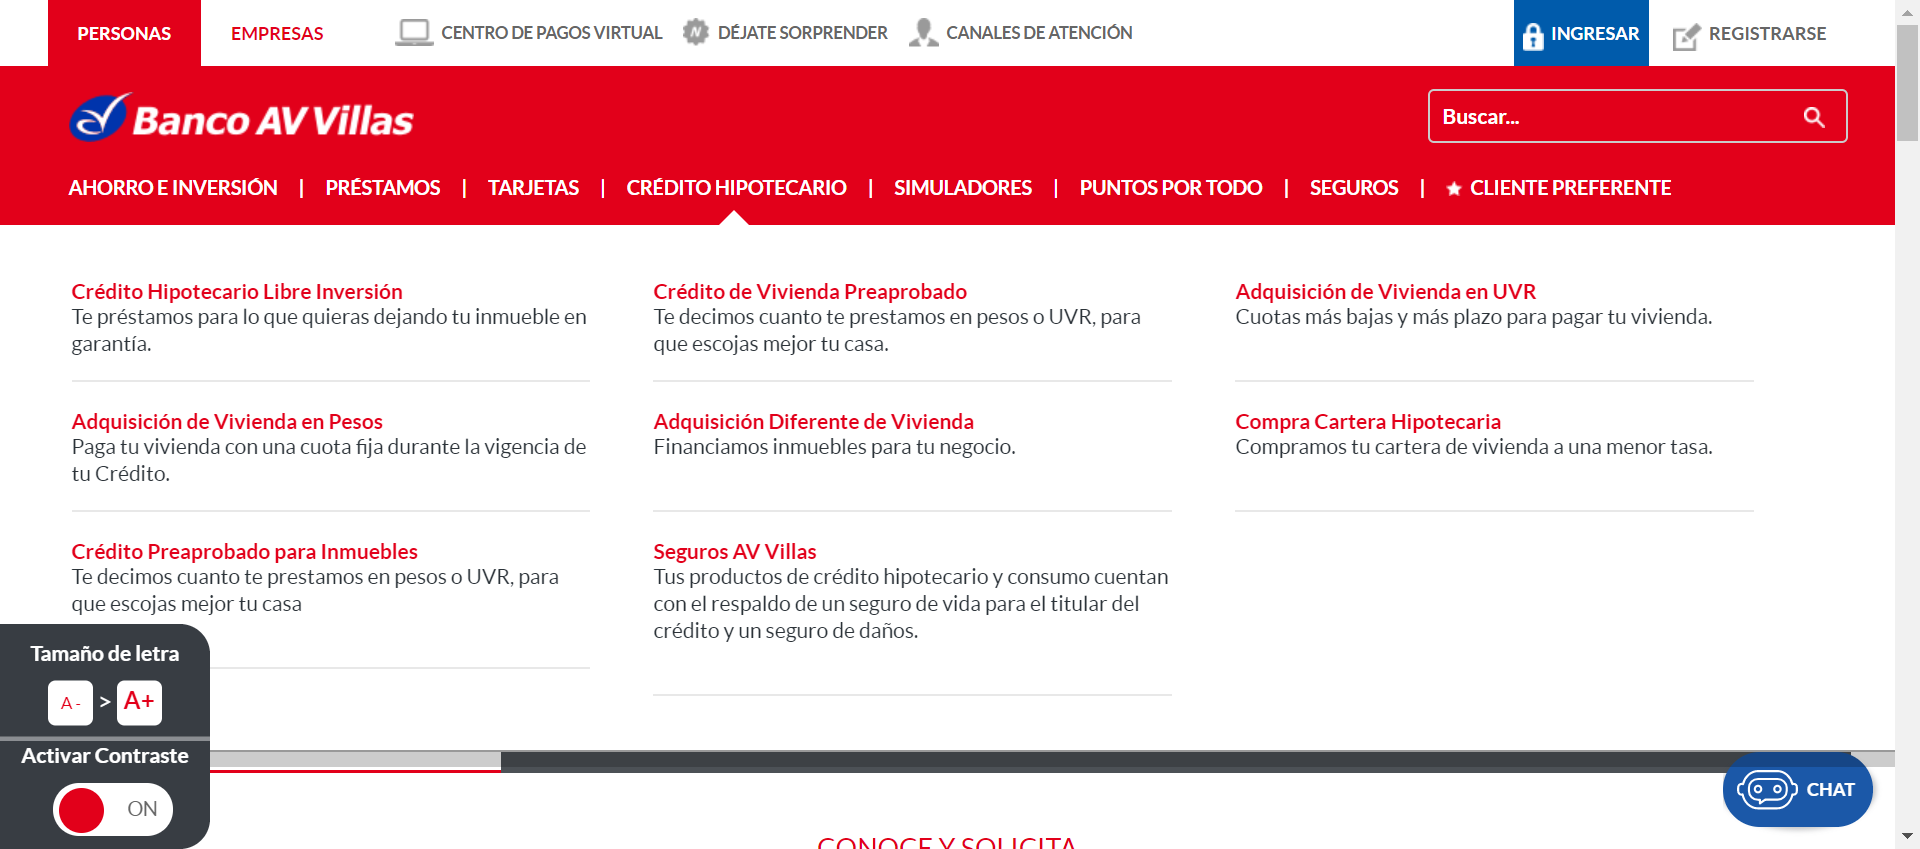 PERSONAS
EMPRESAS
CENTRO DE PAGOS VIRTUAL
DÉJATE SORPRENDER
CANALES DE ATENCIÓN
INGRESAR
REGISTRARSE
Banco AV Villas
Buscar...
AHORRO E INVERSIÓN | PRÉSTAMOS | TARJETAS | CRÉDITO HIPOTECARIO | SIMULADORES | PUNTOS POR TODO | SEGUROS | CLIENTE PREFERENTE
Crédito Hipotecario Libre Inversión
Te préstamos para lo que quieras dejando tu inmueble en
garantía.
Crédito de Vivienda Preaprobado
Te decimos cuanto te prestamos en pesos o UVR, para
que escojas mejor tu casa.
Adquisición de Vivienda en UVR
Cuotas más bajas y más plazo para pagar tu vivienda.
Adquisición de Vivienda en Pesos
Paga tu vivienda con una cuota fija durante la vigencia de
tu Crédito.
Adquisición Diferente de Vivienda
Financiamos inmuebles para tu negocio.
Compra Cartera Hipotecaria
Compramos tu cartera de vivienda a una menor tasa.
Crédito Preaprobado para Inmuebles
Te decimos cuanto te prestamos en pesos o UVR, para
que escojas mejor tu casa
Seguros AV Villas
Tus productos de crédito hipotecario y consumo cuentan
con el respaldo de un seguro de vida para el titular del
crédito y un seguro de daños.
Tamaño de letra
A - > A+
Activar Contraste
ON
CHAT
CONOCE Y SOLICITA